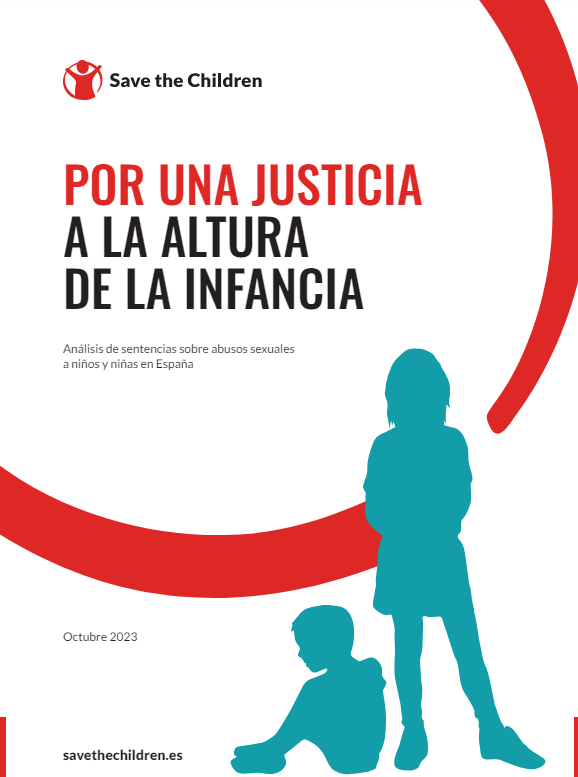 Save the Children
POR UNA JUSTICIA
A LA ALTURA
DE LA INFANCIA
Análisis de sentencias sobre abusos sexuales
a niños y niñas en España
Octubre 2023
savethechildren.es